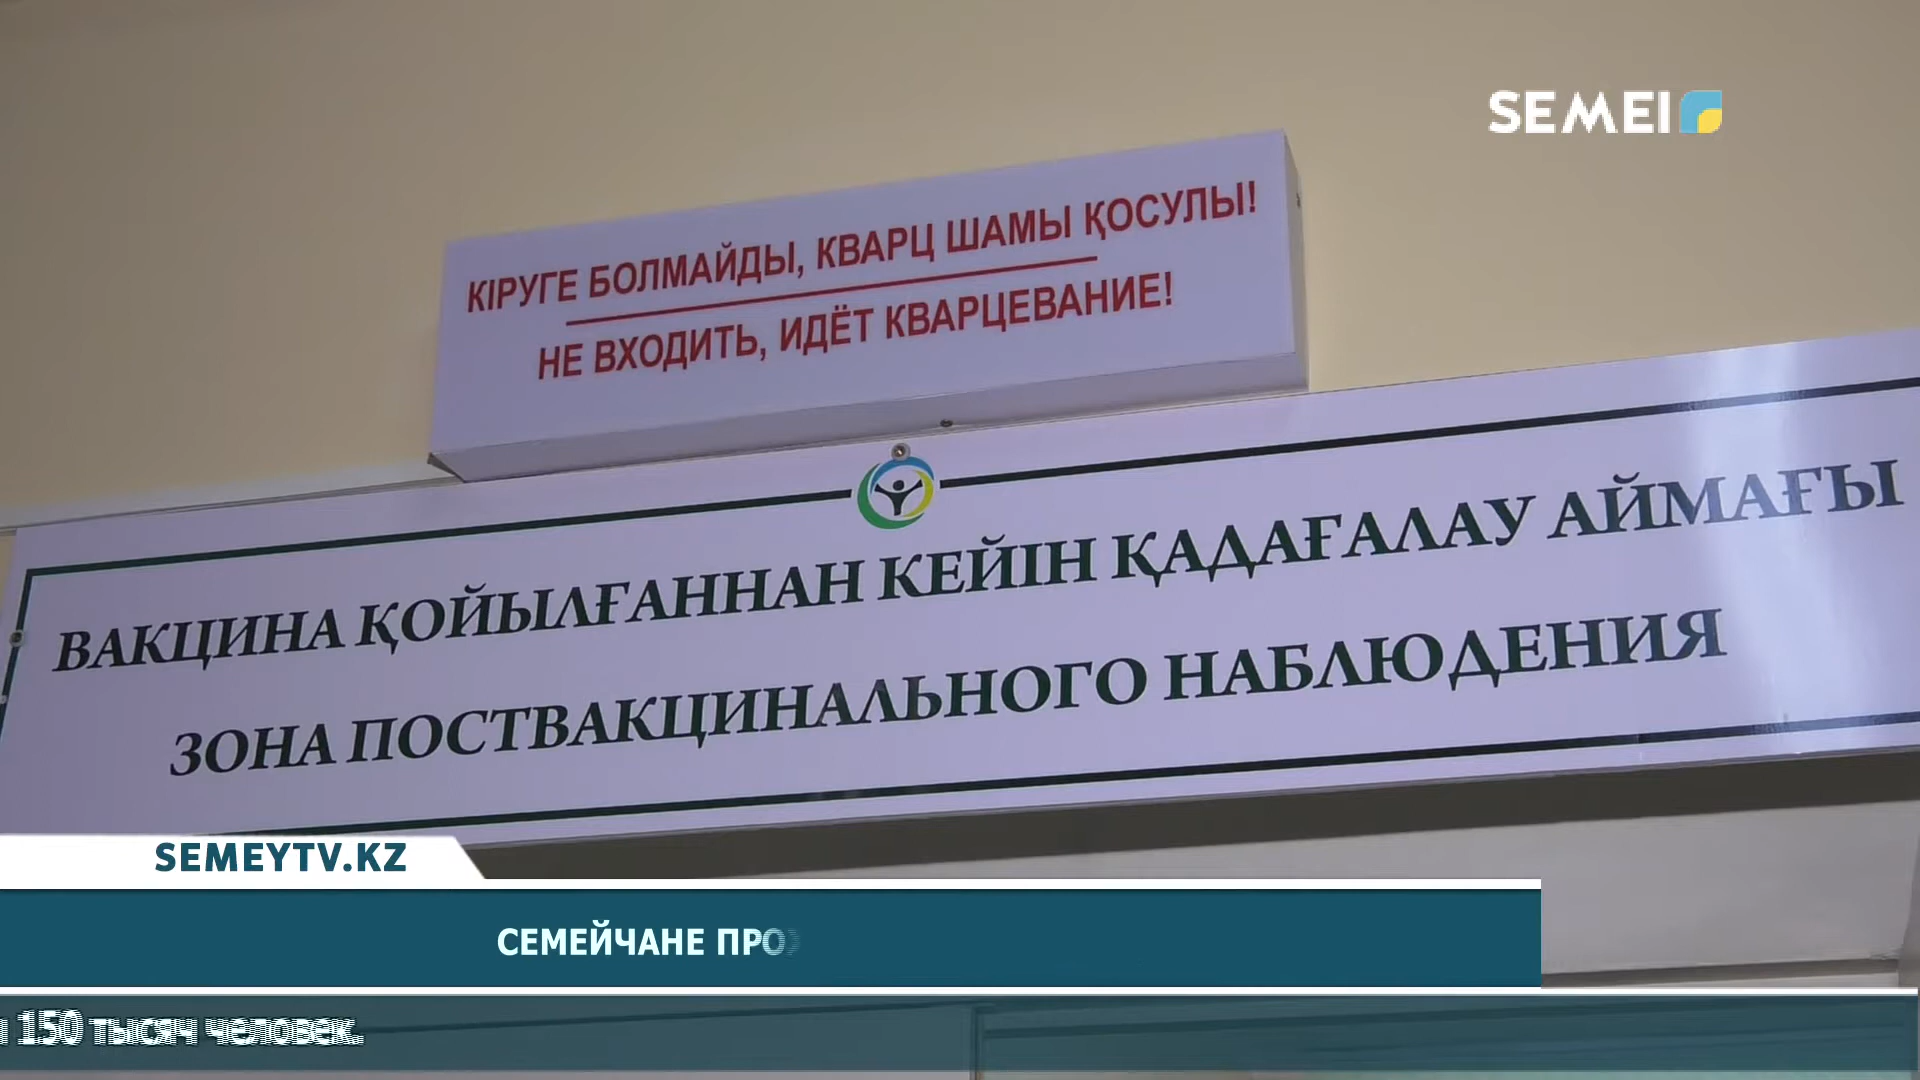 SEMEI
КІРУГЕ БОЛМАЙДЫ, КВАРЦ ШАМЫ ҚОСУЛЫ!
НЕ ВХОДИТЬ, ИДЁТ КВАРЦЕВАНИЕ!
ВАКЦИНА ҚОЙЫЛҒАННАН КЕЙІН ҚАДАҒАЛАУ АЙМАҒЫ
ЗОНА ПОСТВАКЦИНАЛЬНОГО НАБЛЮДЕНИЯ
SEMEYTV.KZ
СЕМЕЙЧАНЕ ПРО
150 тысяч человек.